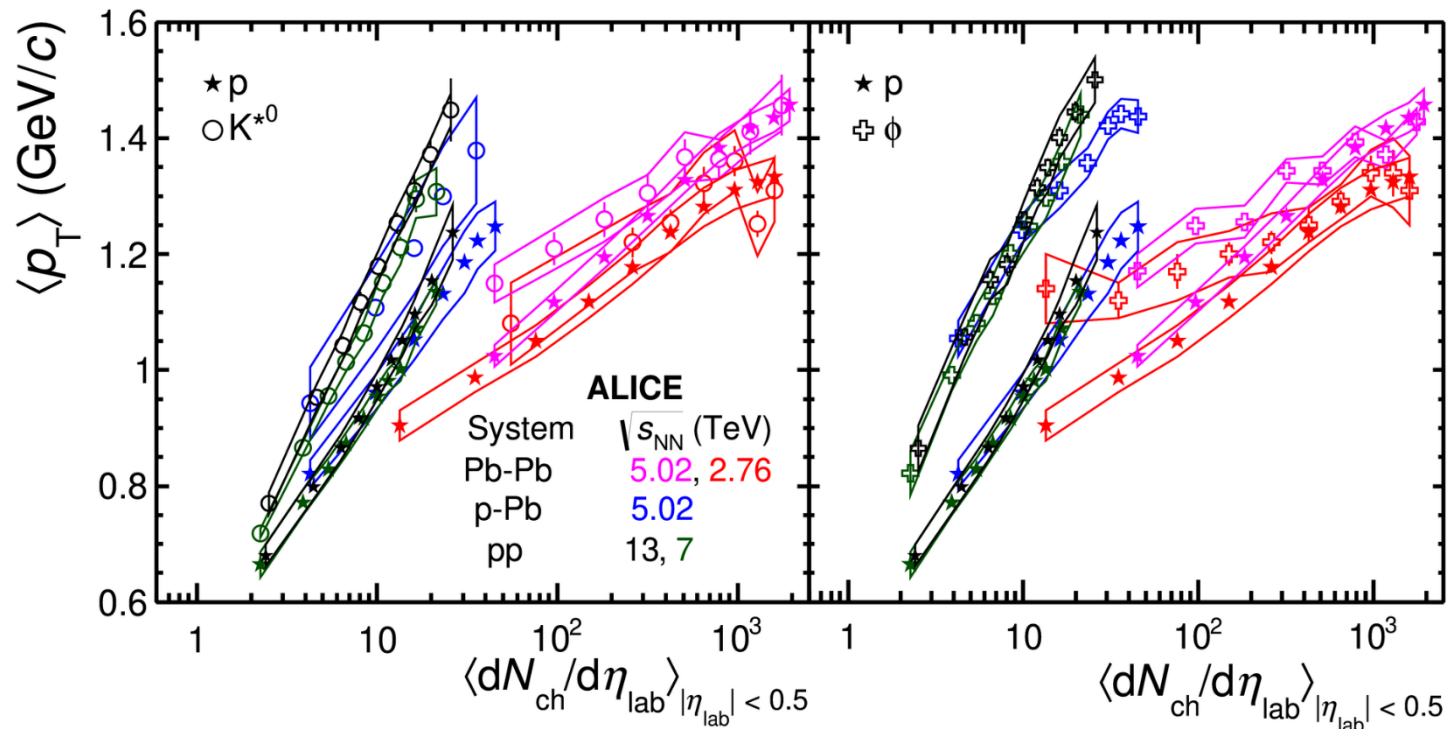 ⟨p_T⟩ (GeV/c)
1.6
1.4
1.2
1
0.8
0.6
p
K*⁰
ALICE
System √s_NN (TeV)
Pb-Pb 5.02, 2.76
p-Pb 5.02
pp 13, 7
1 10 10² 10³
⟨dN_ch/dη_lab⟩_|η_lab| < 0.5
p
ϕ
1 10 10² 10³
⟨dN_ch/dη_lab⟩_|η_lab| < 0.5